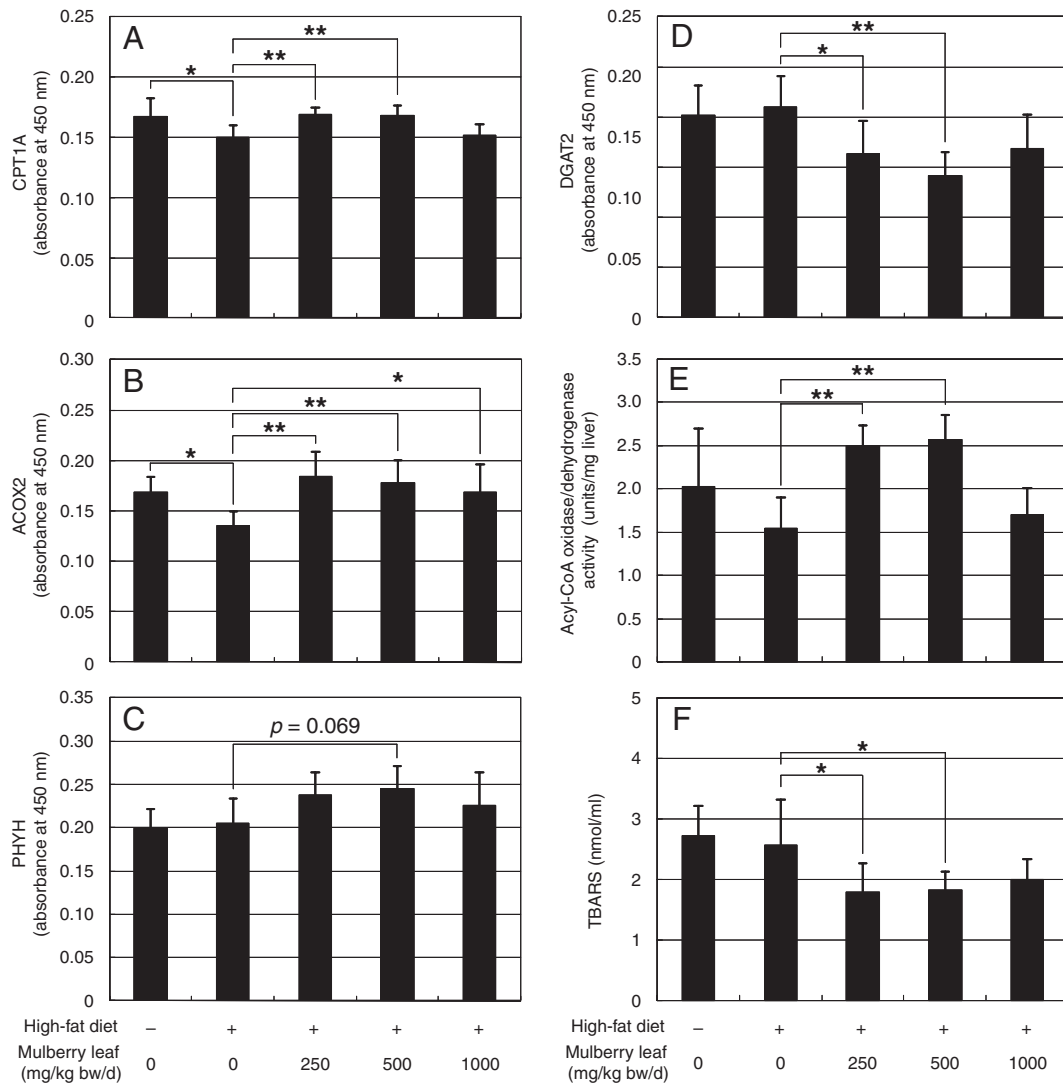 A
CPT1A
(absorbance at 450 nm)
0.25
0.20
0.15
0.10
0.05
0
*
**
**
B
ACOX2
(absorbance at 450 nm)
0.30
0.25
0.20
0.15
0.10
0.05
0
*
**
**
*
C
PHYH
(absorbance at 450 nm)
0.35
0.30
0.25
0.20
0.15
0.10
0.05
0
p = 0.069
High-fat diet – + + + +
Mulberry leaf
(mg/kg bw/d) 0 0 250 500 1000
D
DGAT2
(absorbance at 450 nm)
0.25
0.20
0.15
0.10
0.05
0
*
**
E
Acyl-CoA oxidase/dehydrogenase
activity (units/mg liver)
3.5
3.0
2.5
2.0
1.5
1.0
0.5
0
**
**
F
TBARS (nmol/ml)
5
4
3
2
1
0
*
*
High-fat diet – + + + +
Mulberry leaf
(mg/kg bw/d) 0 0 250 500 1000